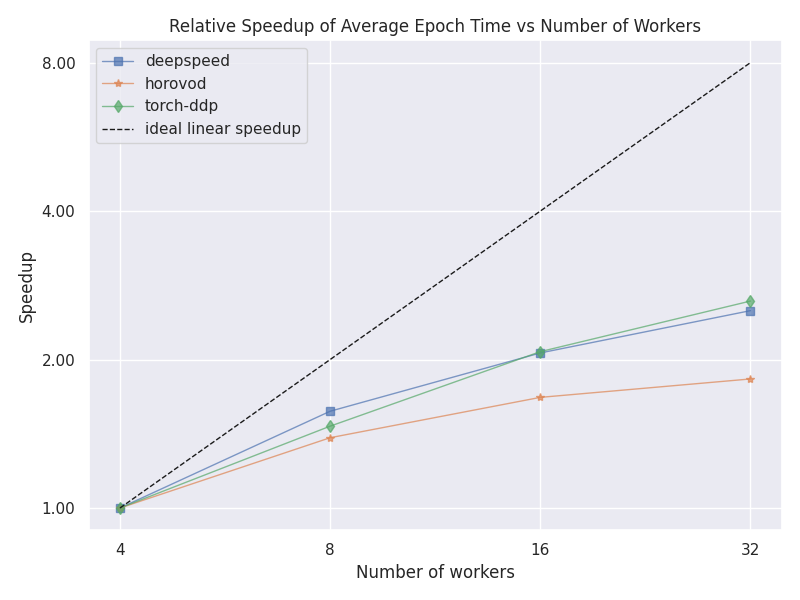 Relative Speedup of Average Epoch Time vs Number of Workers
deepspeed
horovod
torch-ddp
ideal linear speedup
8.00
4.00
2.00
1.00
Speedup
4
8
16
32
Number of workers